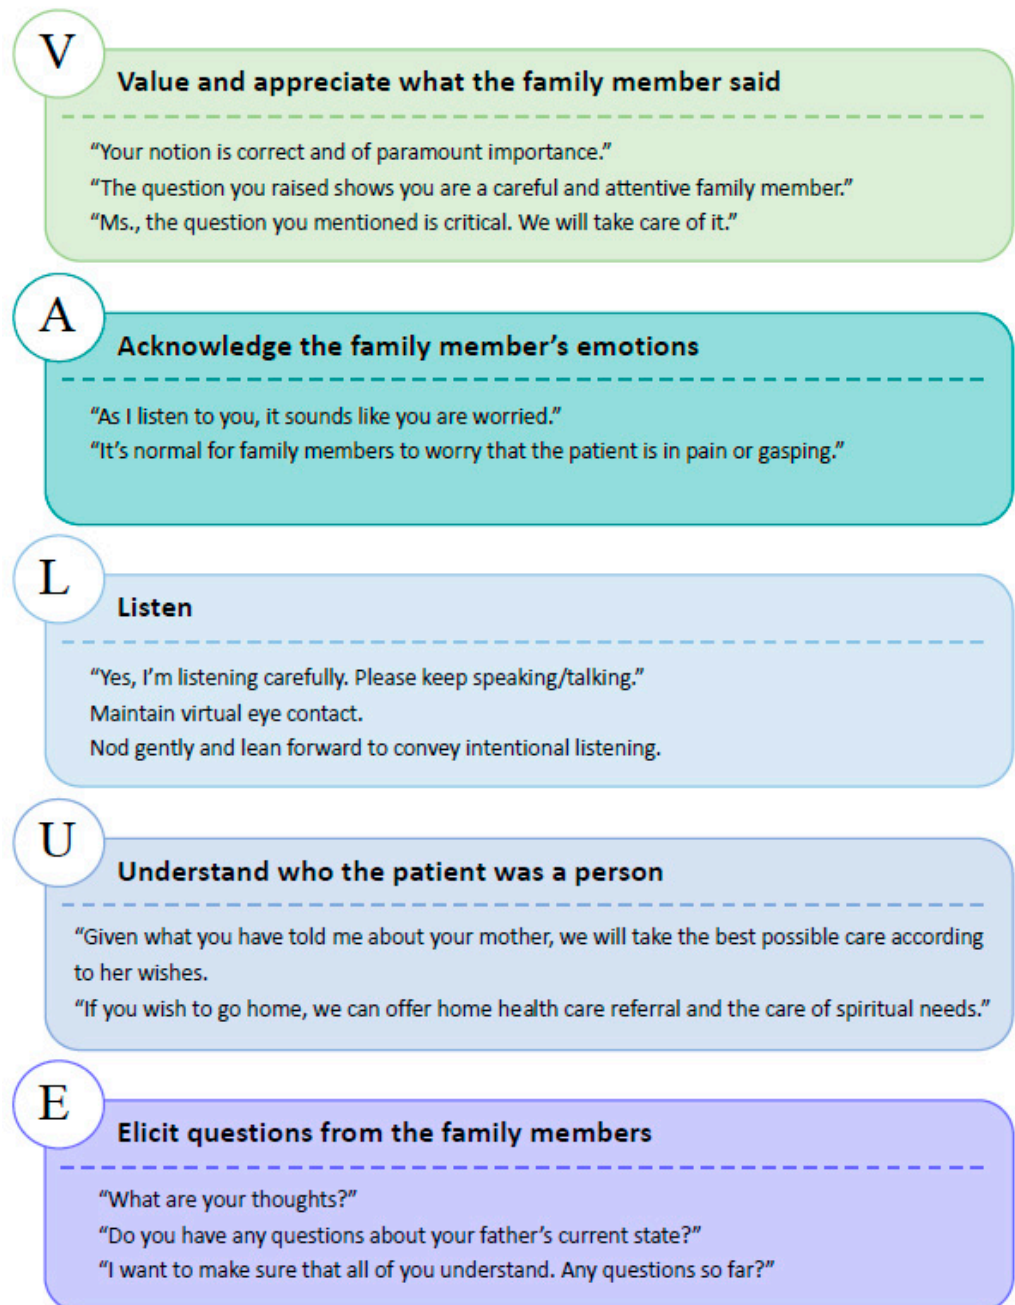 V
Value and appreciate what the family member said
“Your notion is correct and of paramount importance.”
“The question you raised shows you are a careful and attentive family member.”
“Ms., the question you mentioned is critical. We will take care of it.”
A
Acknowledge the family member’s emotions
“As I listen to you, it sounds like you are worried.”
“It’s normal for family members to worry that the patient is in pain or gasping.”
L
Listen
“Yes, I’m listening carefully. Please keep speaking/talking.”
Maintain virtual eye contact.
Nod gently and lean forward to convey intentional listening.
U
Understand who the patient was a person
“Given what you have told me about your mother, we will take the best possible care according
to her wishes.
“If you wish to go home, we can offer home health care referral and the care of spiritual needs.”
E
Elicit questions from the family members
“What are your thoughts?”
“Do you have any questions about your father’s current state?”
“I want to make sure that all of you understand. Any questions so far?”